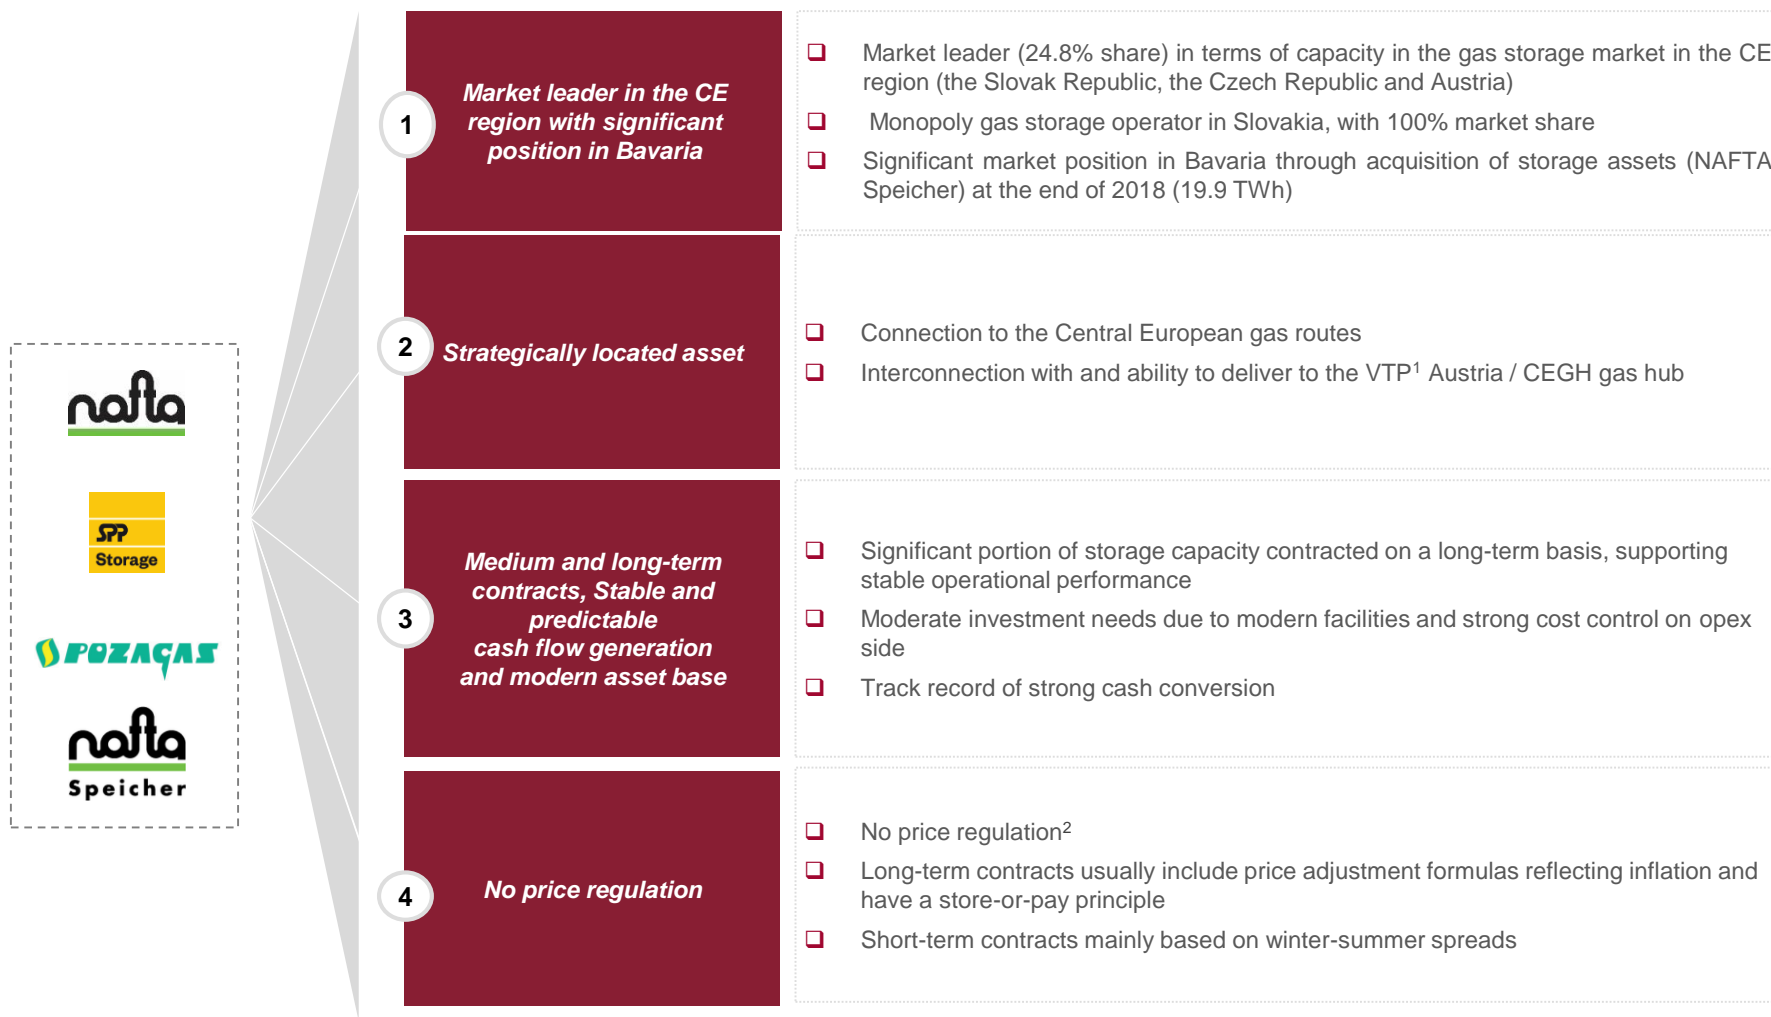 nafta
SPP
Storage
POZAGAS
nafta
Speicher
1
Market leader in the CE
region with significant
position in Bavaria
❑ Market leader (24.8% share) in terms of capacity in the gas storage market in the CE
region (the Slovak Republic, the Czech Republic and Austria)
❑ Monopoly gas storage operator in Slovakia, with 100% market share
❑ Significant market position in Bavaria through acquisition of storage assets (NAFTA
Speicher) at the end of 2018 (19.9 TWh)
2
Strategically located asset
❑ Connection to the Central European gas routes
❑ Interconnection with and ability to deliver to the VTP¹ Austria / CEGH gas hub
3
Medium and long-term
contracts, Stable and
predictable
cash flow generation
and modern asset base
❑ Significant portion of storage capacity contracted on a long-term basis, supporting
stable operational performance
❑ Moderate investment needs due to modern facilities and strong cost control on opex
side
❑ Track record of strong cash conversion
4
No price regulation
❑ No price regulation²
❑ Long-term contracts usually include price adjustment formulas reflecting inflation and
have a store-or-pay principle
❑ Short-term contracts mainly based on winter-summer spreads